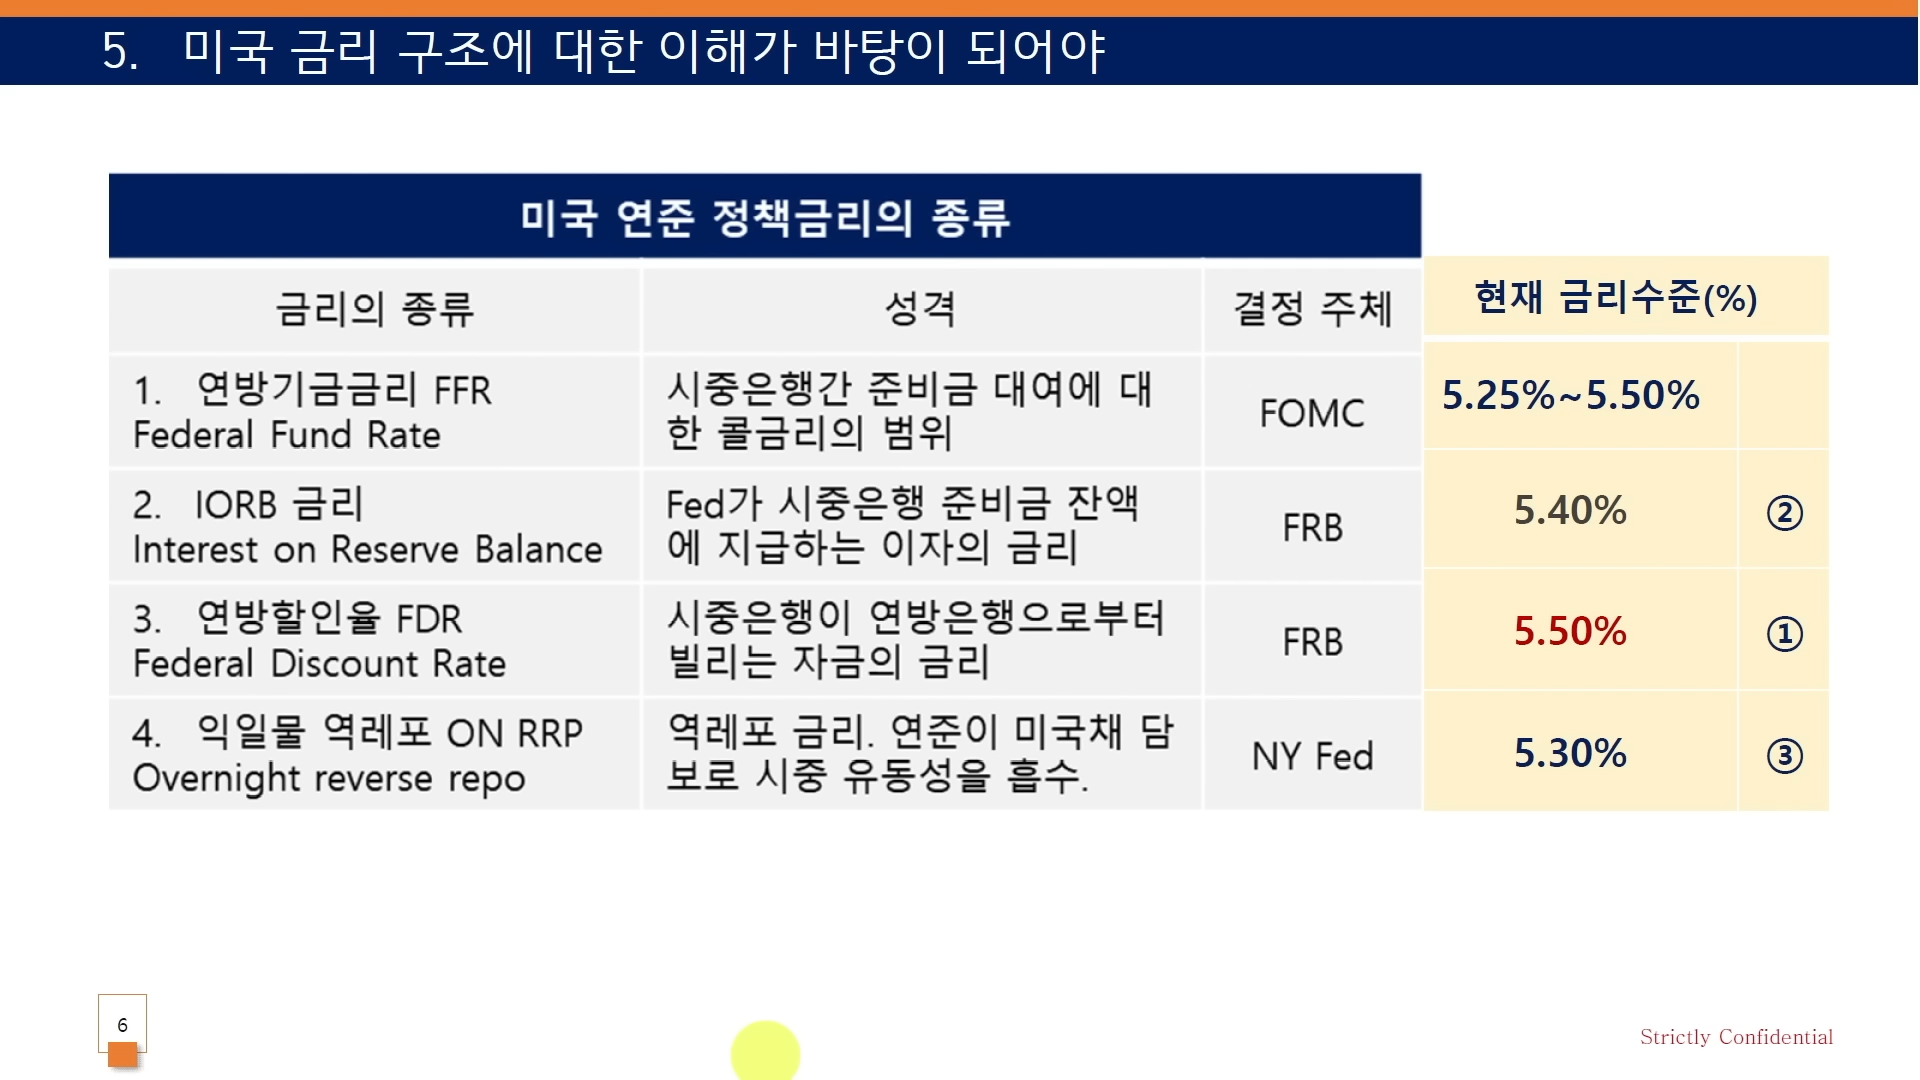 5. 미국 금리 구조에 대한 이해가 바탕이 되어야
미국 연준 정책금리의 종류
금리의 종류 성격 결정 주체 현재 금리수준(%)
1. 연방기금금리 FFR
Federal Fund Rate
시중은행간 준비금 대여에 대
한 콜금리의 범위
FOMC
5.25%~5.50%
2. IORB 금리
Interest on Reserve Balance
Fed가 시중은행 준비금 잔액
에 지급하는 이자의 금리
FRB
5.40%
②
3. 연방할인율 FDR
Federal Discount Rate
시중은행이 연방은행으로부터
빌리는 자금의 금리
FRB
5.50%
①
4. 익일물 역레포 ON RRP
Overnight reverse repo
역레포 금리. 연준이 미국채 담
보로 시중 유동성을 흡수.
NY Fed
5.30%
③
6
Strictly Confidential